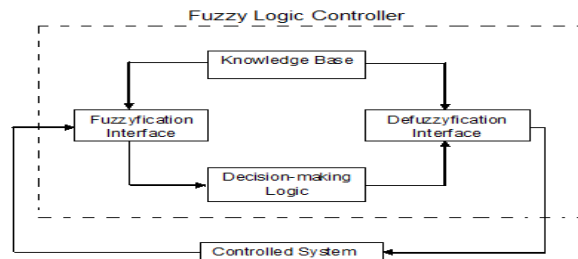 Fuzzy Logic Controller
Knowledge Base
Fuzzyfication
Interface
Defuzzyfication
Interface
Decision-making
Logic
Controlled System